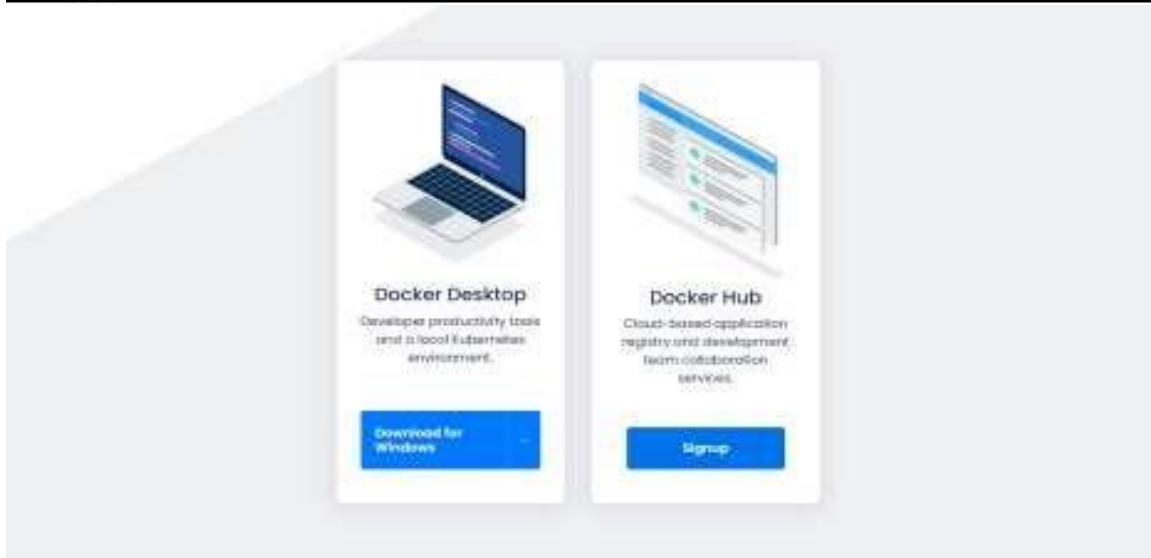 Docker Desktop
Developer productivity tools
and a local Kubernetes
environment.
Download for
Windows
Docker Hub
Cloud-based application
registry and development
team collaboration
services.
Signup